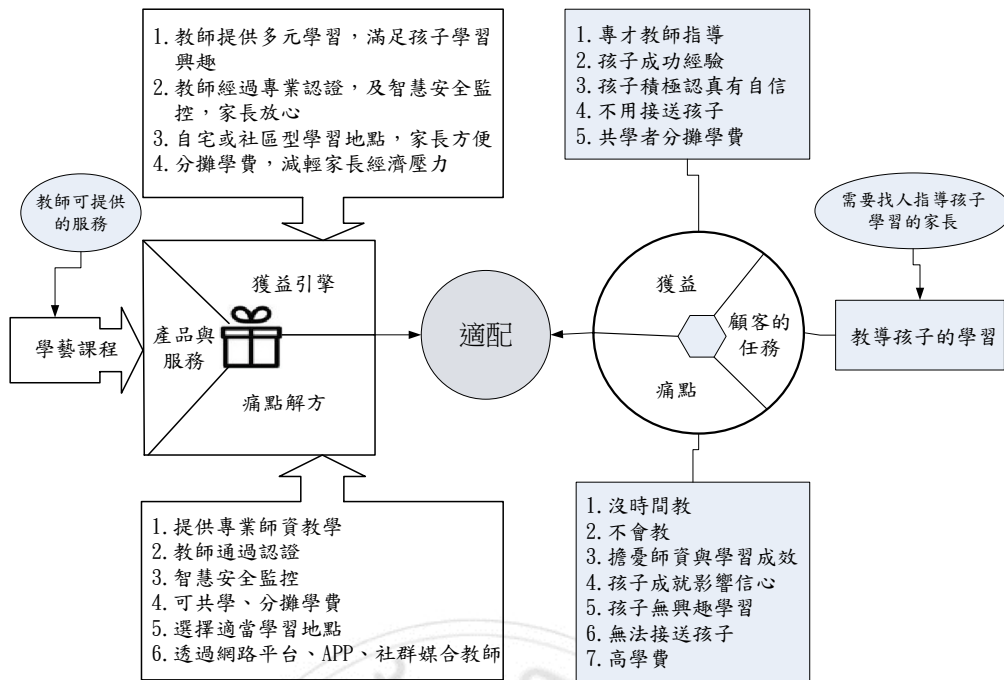 1. 教師提供多元學習，滿足孩子學習
興趣
2. 教師經過專業認證，及智慧安全監
控，家長放心
3. 自宅或社區型學習地點，家長方便
4. 分攤學費，減輕家長經濟壓力
1. 專才教師指導
2. 孩子成功經驗
3. 孩子積極認真有自信
4. 不用接送孩子
5. 共學者分攤學費
教師可提供
的服務
需要找人指導孩子
學習的家長
學藝課程
獲益引擎
產品與
服務
痛點解方
適配
獲益
顧客的
任務
痛點
教導孩子的學習
1. 提供專業師資教學
2. 教師通過認證
3. 智慧安全監控
4. 可共學、分攤學費
5. 選擇適當學習地點
6. 透過網路平台、APP、社群媒合教師
1. 沒時間教
2. 不會教
3. 擔憂師資與學習成效
4. 孩子成就影響信心
5. 孩子無興趣學習
6. 無法接送孩子
7. 高學費